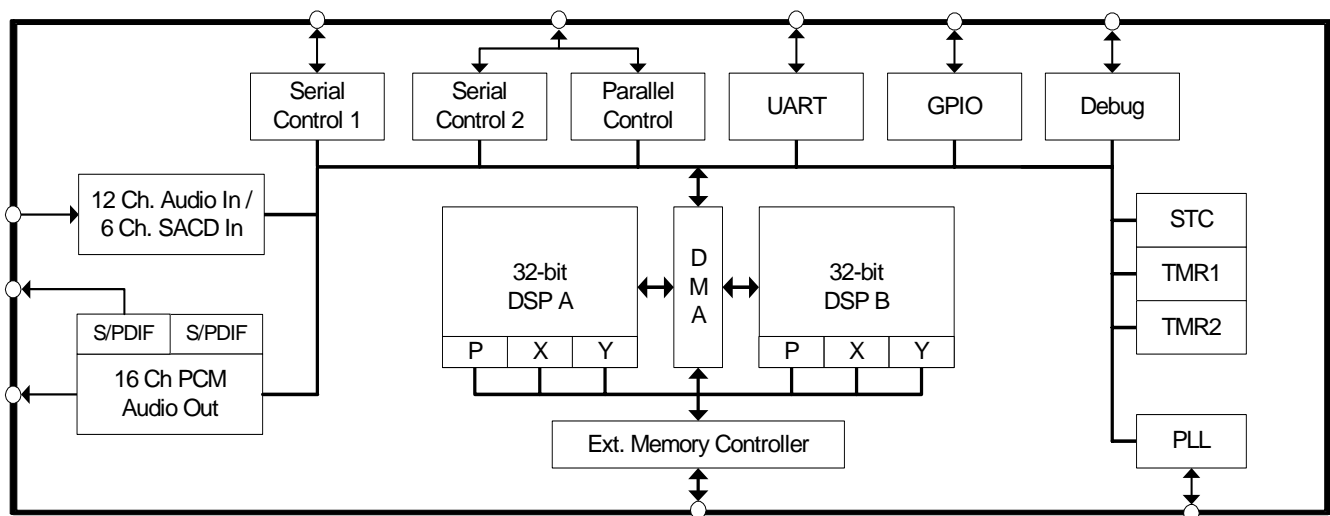 Serial
Control 1
Serial
Control 2
Parallel
Control
UART
GPIO
Debug
12 Ch. Audio In /
6 Ch. SACD In
S/PDIF
S/PDIF
16 Ch PCM
Audio Out
32-bit
DSP A
P
X
Y
D
M
A
32-bit
DSP B
P
X
Y
Ext. Memory Controller
STC
TMR1
TMR2
PLL